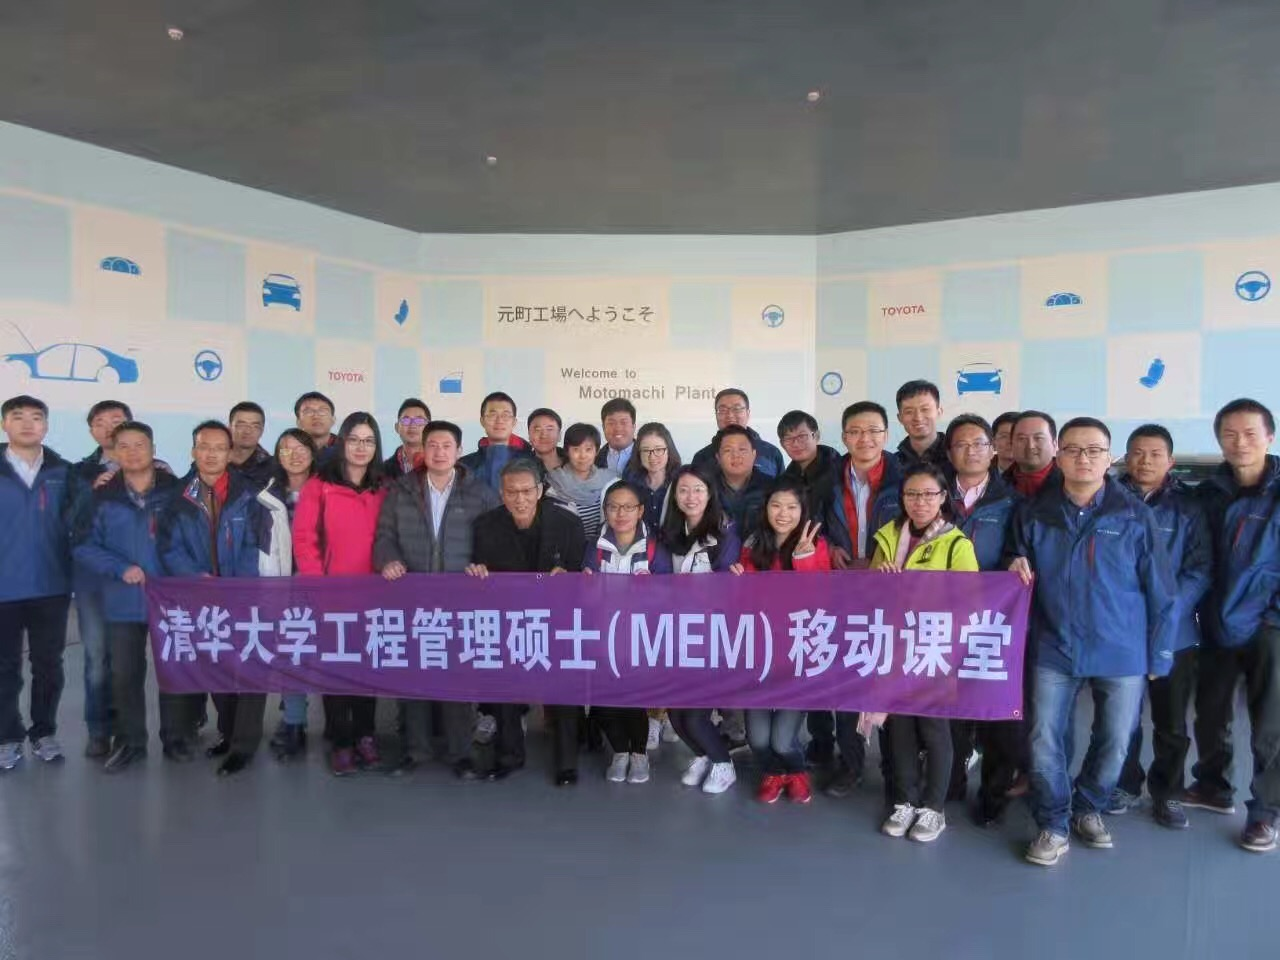 元町工場へようこそ
TOYOTA
Welcome to
Motomachi Plant
TOYOTA
清华大学工程管理硕士(MEM)移动课堂